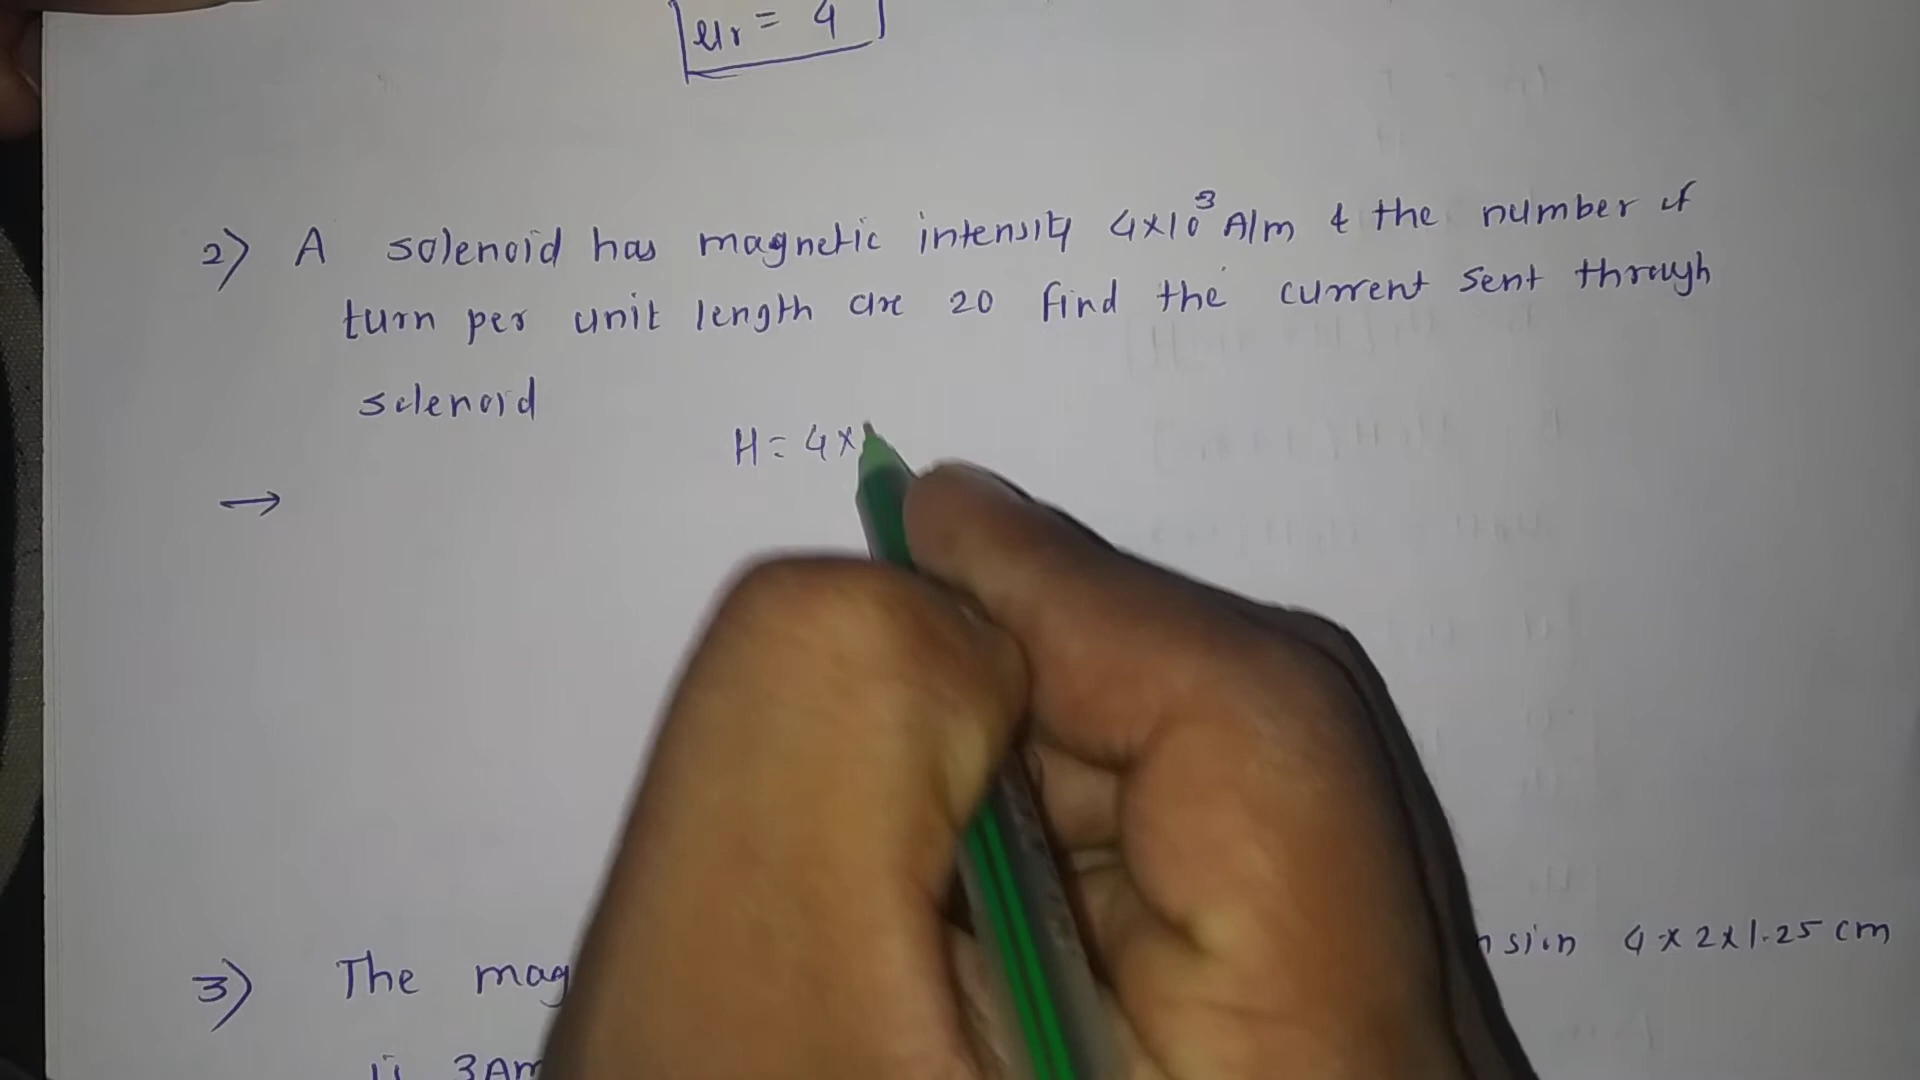 μr = 4
2) A solenoid has magnetic intensity 4×10³ A/m & the number of
turn per unit length are 20 find the current sent through
solenoid
H = 4×
→
3) The mag nsion 4×2×1.25 cm
is 3Am